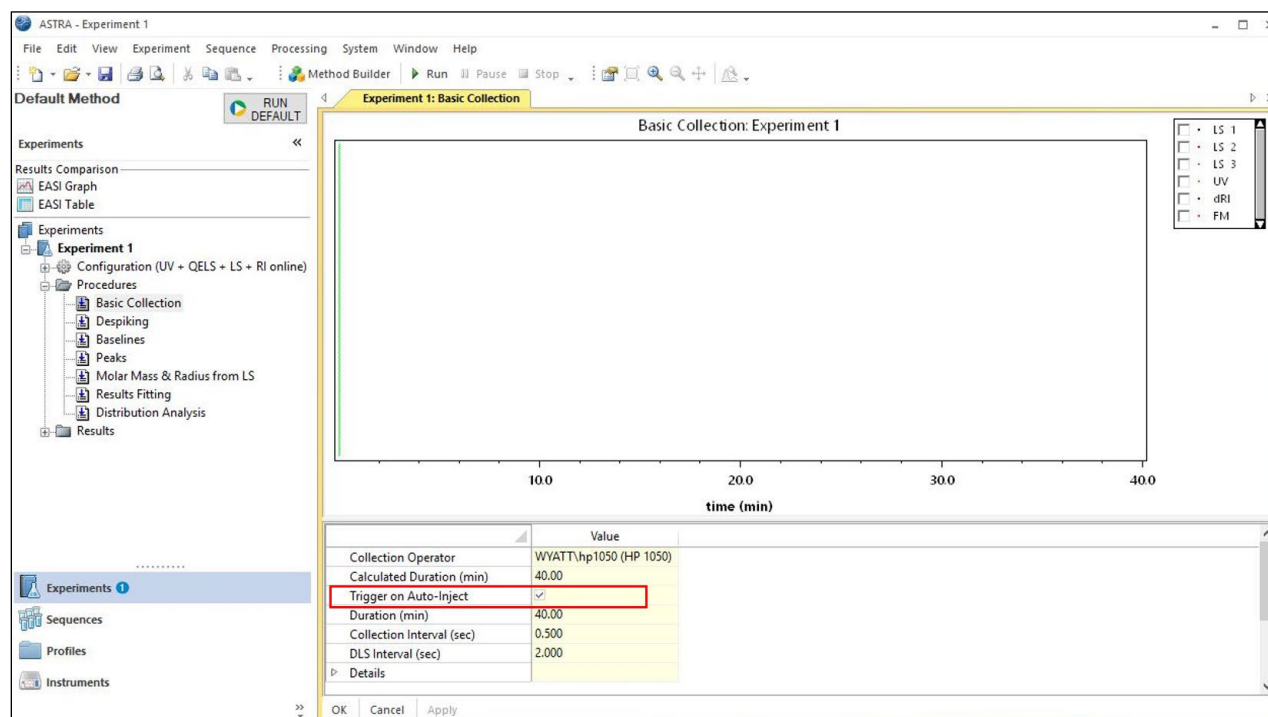 ASTRA - Experiment 1
File Edit View Experiment Sequence Processing System Window Help
Method Builder Run Pause Stop
Default Method
RUN
DEFAULT
Experiments
Results Comparison
EASI Graph
EASI Table
Experiments
Experiment 1
Configuration (UV + QELS + LS + RI online)
Procedures
Basic Collection
Despiking
Baselines
Peaks
Molar Mass & Radius from LS
Results Fitting
Distribution Analysis
Results
Experiments 1
Sequences
Profiles
Instruments
Experiment 1: Basic Collection
Basic Collection: Experiment 1
LS 1
LS 2
LS 3
UV
dRI
FM
10.0 20.0 30.0 40.0
time (min)
Value
Collection Operator WYATT\hp1050 (HP 1050)
Calculated Duration (min) 40.00
Trigger on Auto-Inject
Duration (min) 40.00
Collection Interval (sec) 0.500
DLS Interval (sec) 2.000
Details
OK Cancel Apply